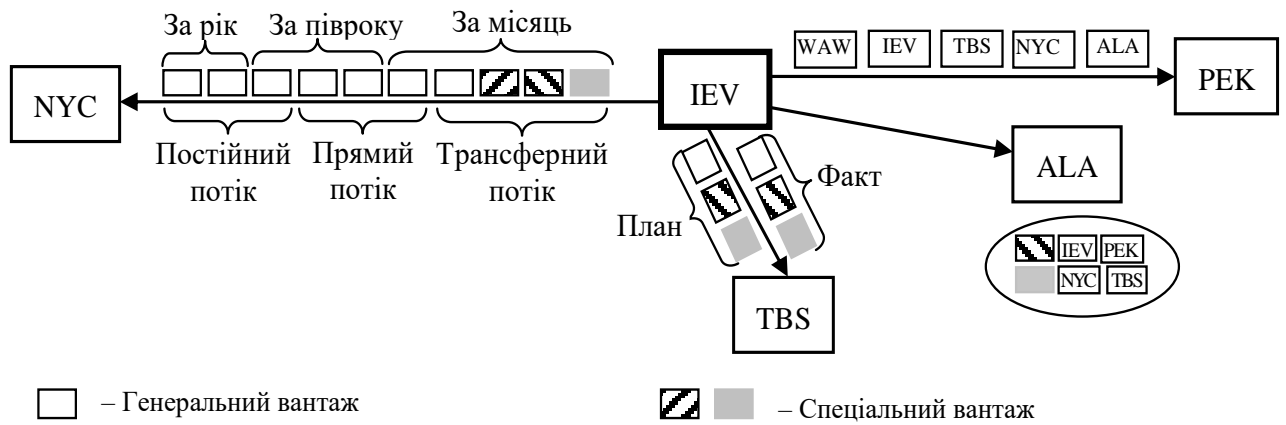 За рік За півроку За місяць
WAW IEV TBS NYC ALA
NYC IEV PEK
Постійний потік
Прямий потік
Трансферний потік
ALA
План Факт
IEV PEK
NYC TBS
TBS
– Генеральний вантаж – Спеціальний вантаж